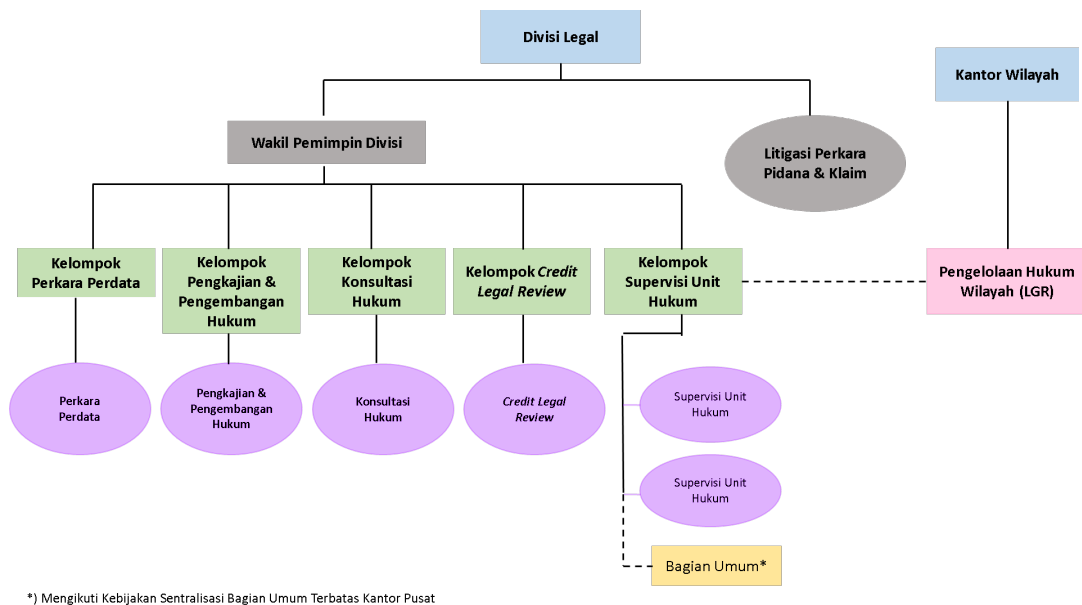 Divisi Legal
Kantor Wilayah
Wakil Pemimpin Divisi
Litigasi Perkara
Pidana & Klaim
Kelompok
Perkara Perdata
Kelompok
Pengkajian &
Pengembangan
Hukum
Kelompok
Konsultasi
Hukum
Kelompok Credit
Legal Review
Kelompok
Supervisi Unit
Hukum
Pengelolaan Hukum
Wilayah (LGR)
Perkara
Perdata
Pengkajian &
Pengembangan
Hukum
Konsultasi
Hukum
Credit Legal
Review
Supervisi Unit
Hukum
Supervisi Unit
Hukum
Bagian Umum*
*) Mengikuti Kebijakan Sentralisasi Bagian Umum Terbatas Kantor Pusat